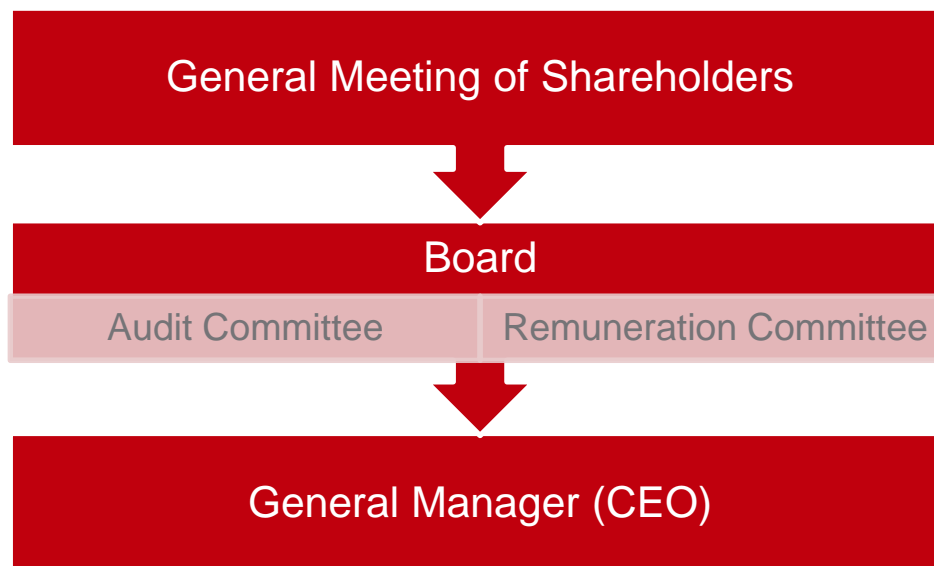 General Meeting of Shareholders
Board
Audit Committee
Remuneration Committee
General Manager (CEO)